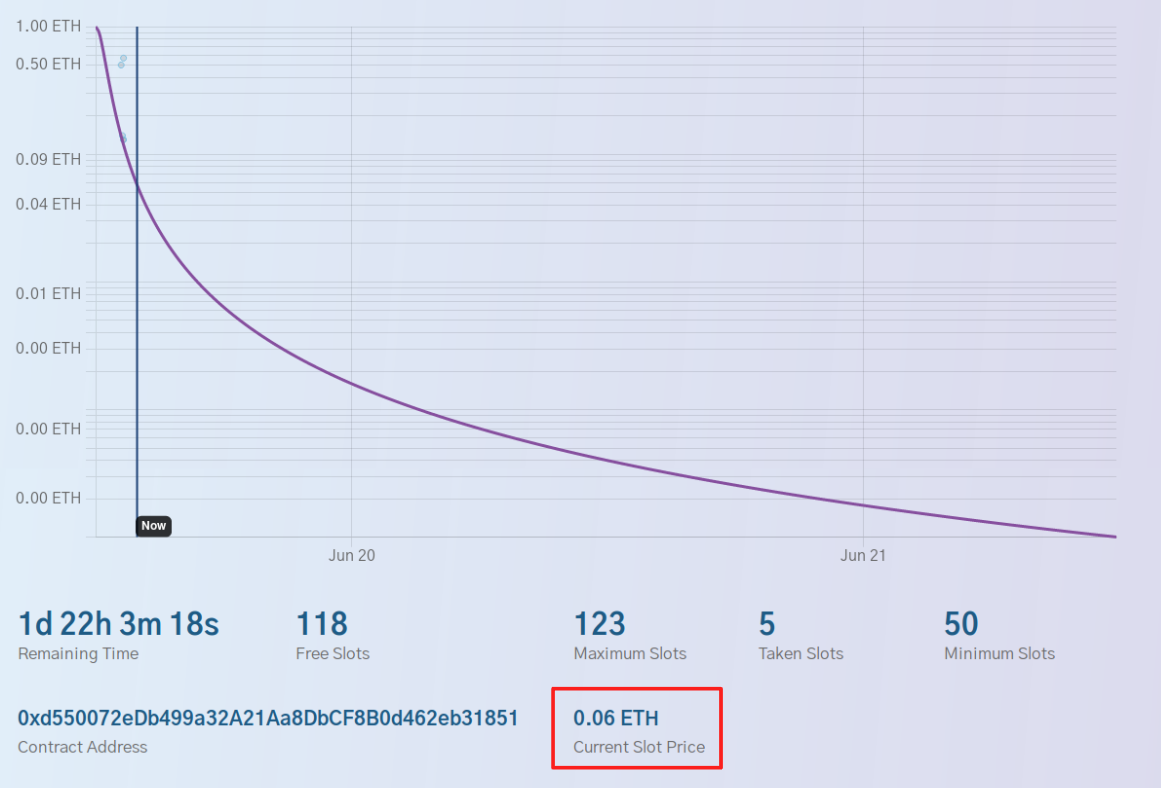 1.00 ETH
0.50 ETH
0.09 ETH
0.04 ETH
0.01 ETH
0.00 ETH
0.00 ETH
0.00 ETH
Now
Jun 20
Jun 21
1d 22h 3m 18s
Remaining Time
118
Free Slots
123
Maximum Slots
5
Taken Slots
50
Minimum Slots
0xd550072eDb499a32A21Aa8DbCF8B0d462eb31851
Contract Address
0.06 ETH
Current Slot Price